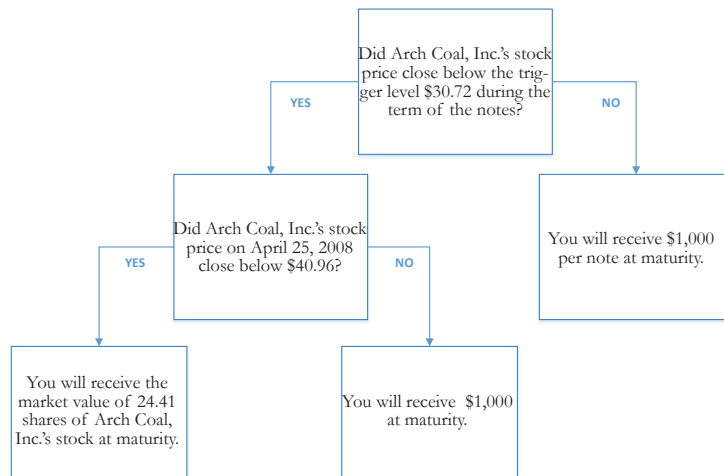 Did Arch Coal, Inc.'s stock
price close below the trig-
ger level $30.72 during the
term of the notes?
YES
NO
Did Arch Coal, Inc.'s stock
price on April 25, 2008
close below $40.96?
You will receive $1,000
per note at maturity.
YES
NO
You will receive the
market value of 24.41
shares of Arch Coal,
Inc.'s stock at maturity.
You will receive $1,000
at maturity.